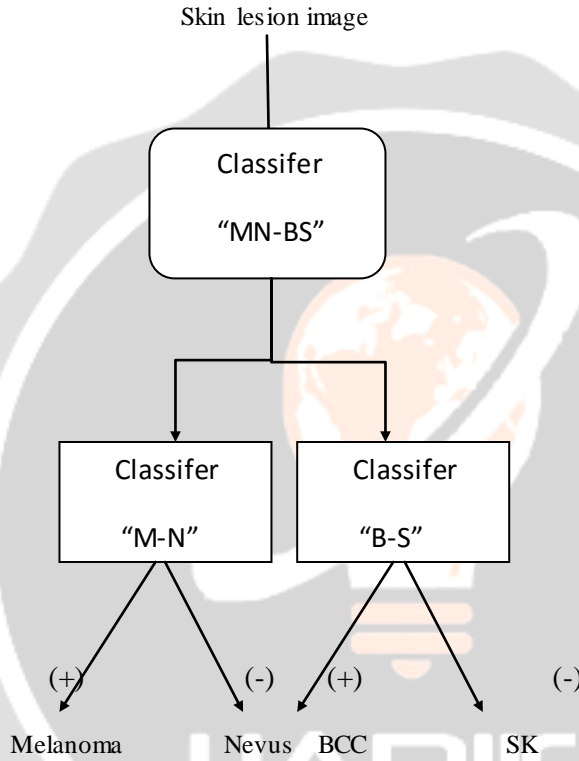 Skin lesion image
Classifer
“MN-BS”
Classifer
“M-N”
Classifer
“B-S”
(+) (-) (+) (-)
Melanoma Nevus BCC SK